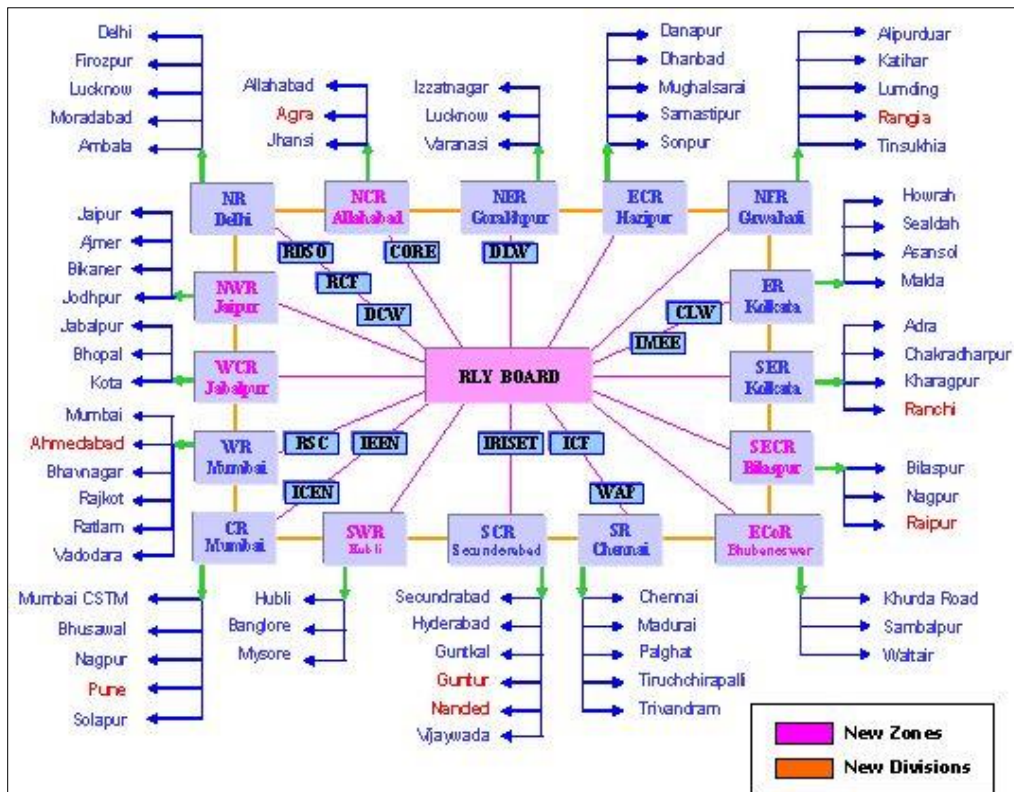 Delhi
Firozpur
Lucknow
Moradabad
Ambala
Allahabad
Agra
Jhansi
Izzatnagar
Lucknow
Varanasi
Danapur
Dhanbad
Mughalsarai
Samastipur
Sonpur
Alipurduar
Katihar
Lumding
Rangia
Tinsukhia
NR
Delhi
NCR
Allahabad
NER
Gorakhpur
ECR
Hazipur
NFR
Guwahati
Jaipur
Ajmer
Bikaner
Jodhpur
NWR
Jaipur
RDSO
RCF
DCW
CORE
DLW
CLW
IMEE
ER
Kolkata
Howrah
Sealdah
Asansol
Malda
Jabalpur
Bhopal
Kota
WCR
Jabalpur
RLY BOARD
SER
Kolkata
Adra
Chakradharpur
Kharagpur
Ranchi
Mumbai
Ahmedabad
Bhavnagar
Rajkot
Ratlam
Vadodara
WR
Mumbai
RSC
IEEN
ICEN
IRISET
ICF
WAP
SECR
Bilaspur
Bilaspur
Nagpur
Raipur
CR
Mumbai
SWR
Hubli
SCR
Secunderabad
SR
Chennai
ECoR
Bhubaneswar
Mumbai CSTM
Bhusawal
Nagpur
Pune
Solapur
Hubli
Banglore
Mysore
Secundrabad
Hyderabad
Guntkal
Guntur
Nanded
Vijaywada
Chennai
Madurai
Palghat
Tiruchchirapalli
Trivandram
Khurda Road
Sambalpur
Waltair
New Zones
New Divisions